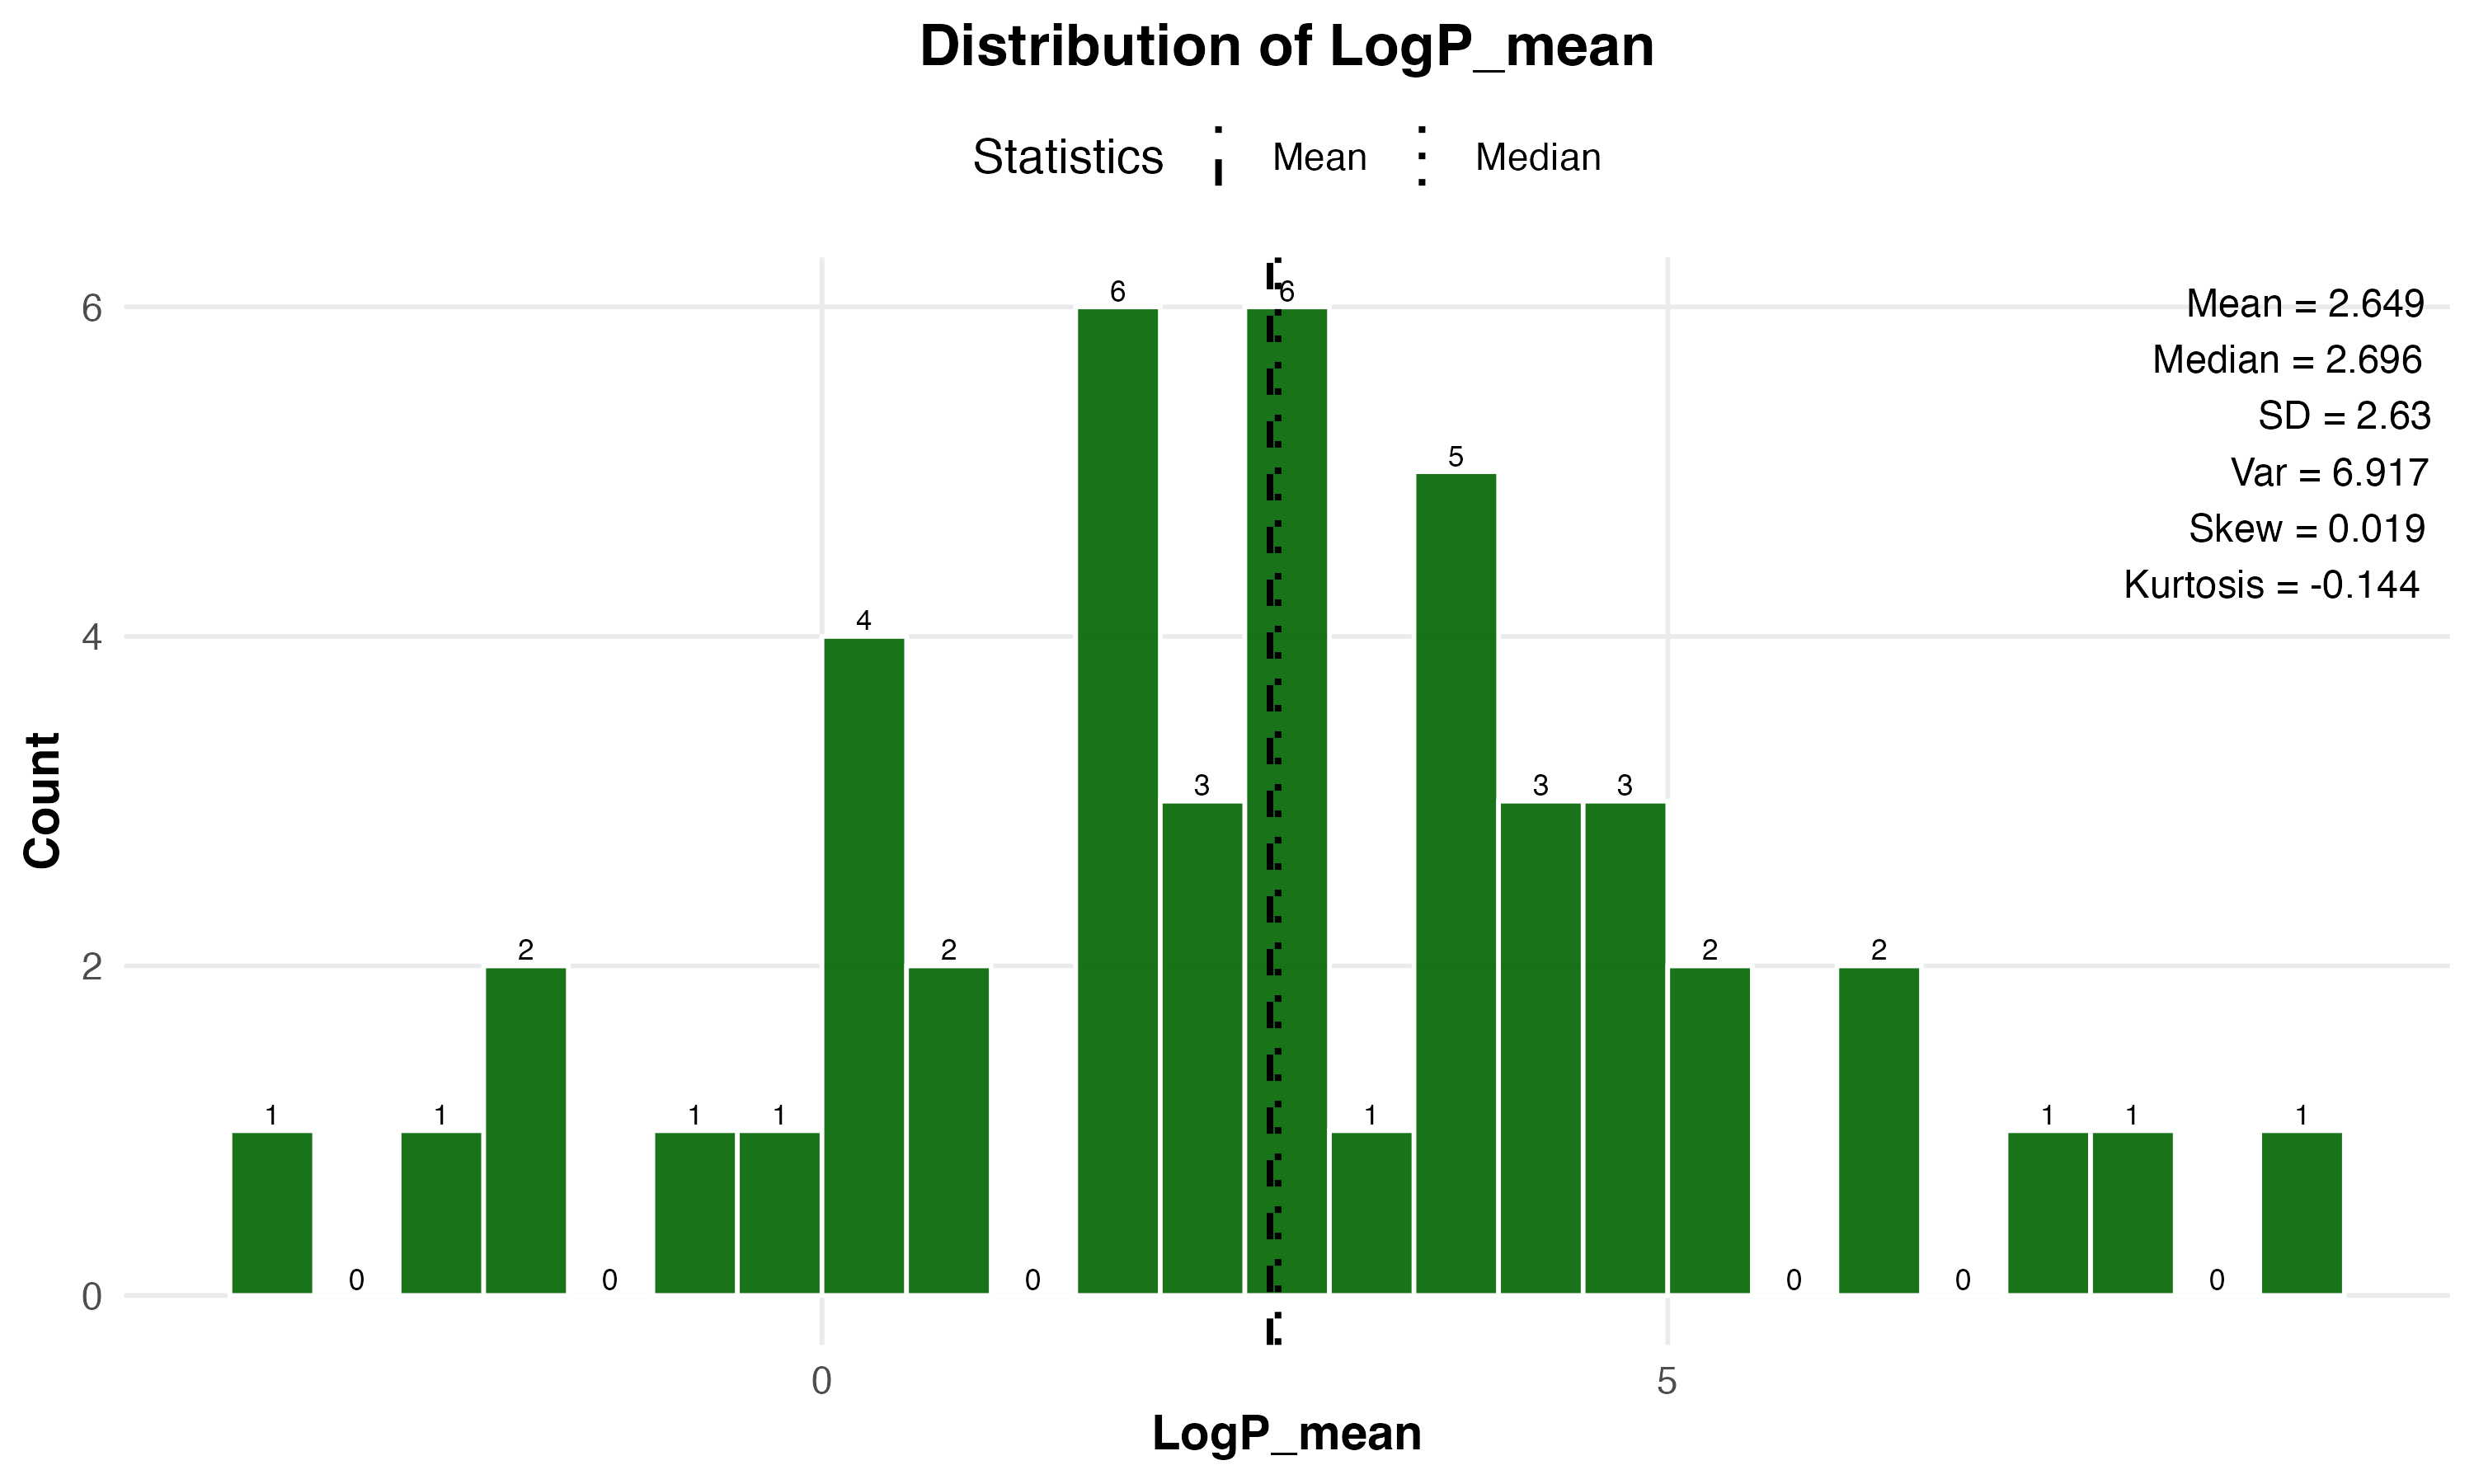 Distribution of LogP_mean
Statistics Mean Median
Mean = 2.649
Median = 2.696
SD = 2.63
Var = 6.917
Skew = 0.019
Kurtosis = -0.144
Count
6
4
2
0
1 0 1 2 0 1 1 4 2 0 6 3 6 1 5 3 3 2 0 2 0 1 1 0 1
0 5
LogP_mean